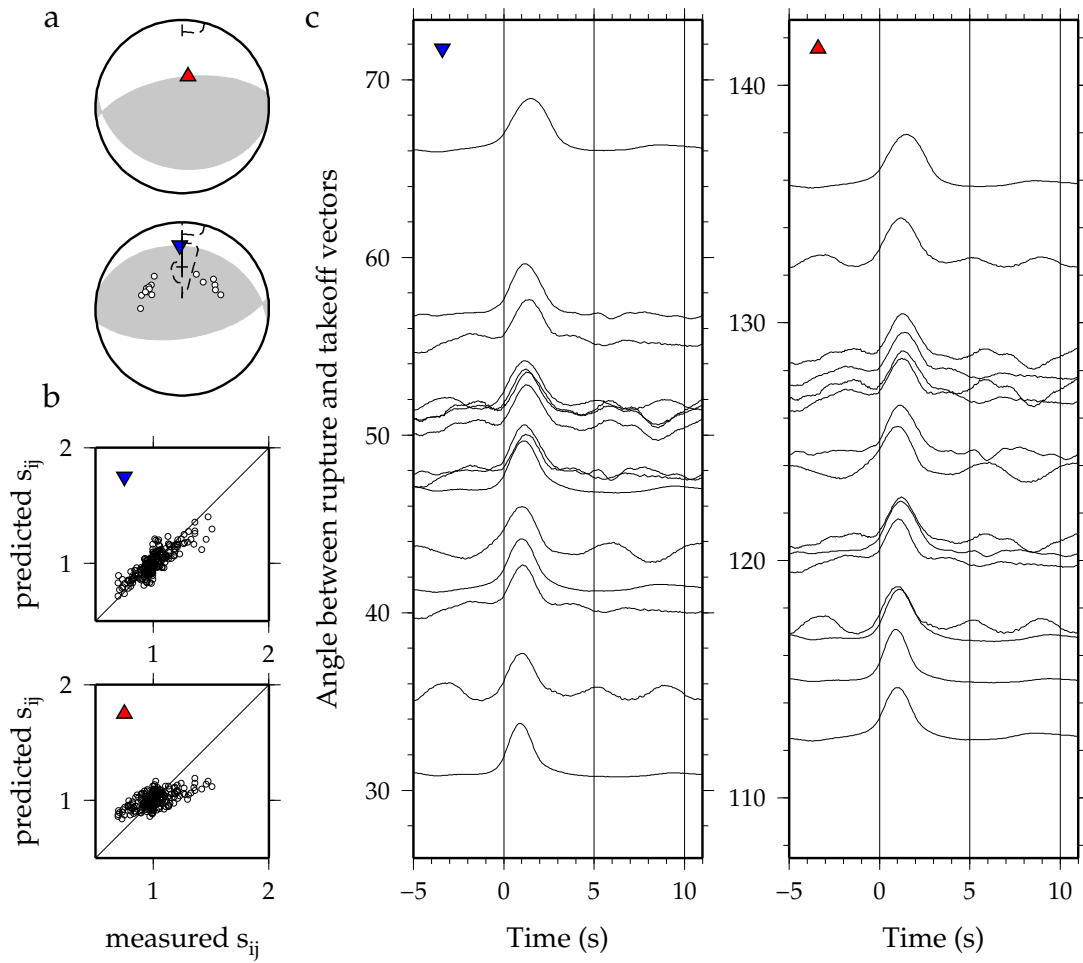 a
b
c
2
1
predicted s_ij
1
2
2
1
predicted s_ij
1
2
measured s_ij
Angle between rupture and takeoff vectors
70
60
50
40
30
−5
0
5
10
Time (s)
140
130
120
110
−5
0
5
10
Time (s)